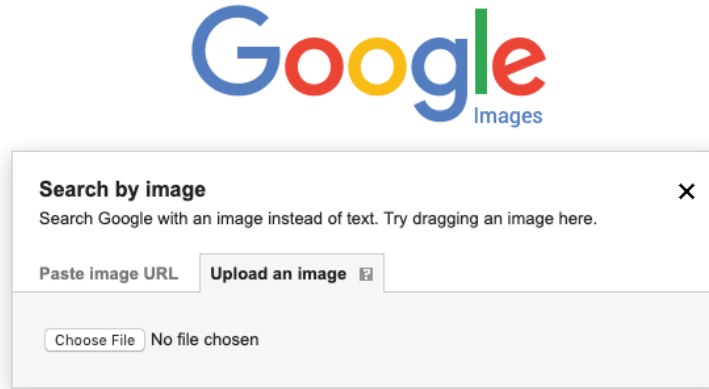 Google
Images
Search by image
Search Google with an image instead of text. Try dragging an image here.
Paste image URL Upload an image ?
Choose File No file chosen